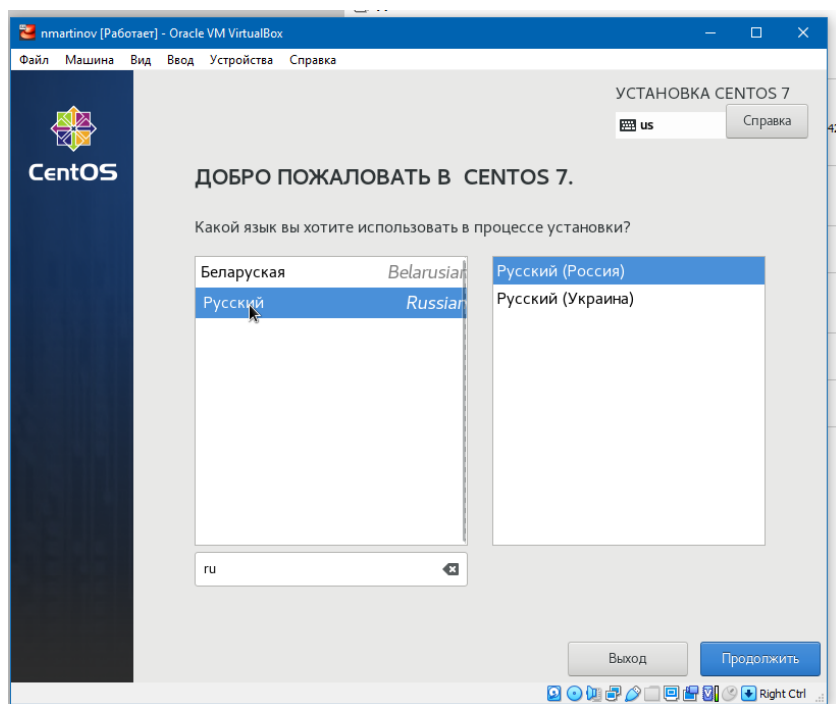 nmartinov [Работает] - Oracle VM VirtualBox
Файл Машина Вид Ввод Устройства Справка
УСТАНОВКА CENTOS 7
us
Справка
CentOS
ДОБРО ПОЖАЛОВАТЬ В CENTOS 7.
Какой язык вы хотите использовать в процессе установки?
Беларуская Belarusian
Русский Russian
Русский (Россия)
Русский (Украина)
ru
Выход
Продолжить
Right Ctrl